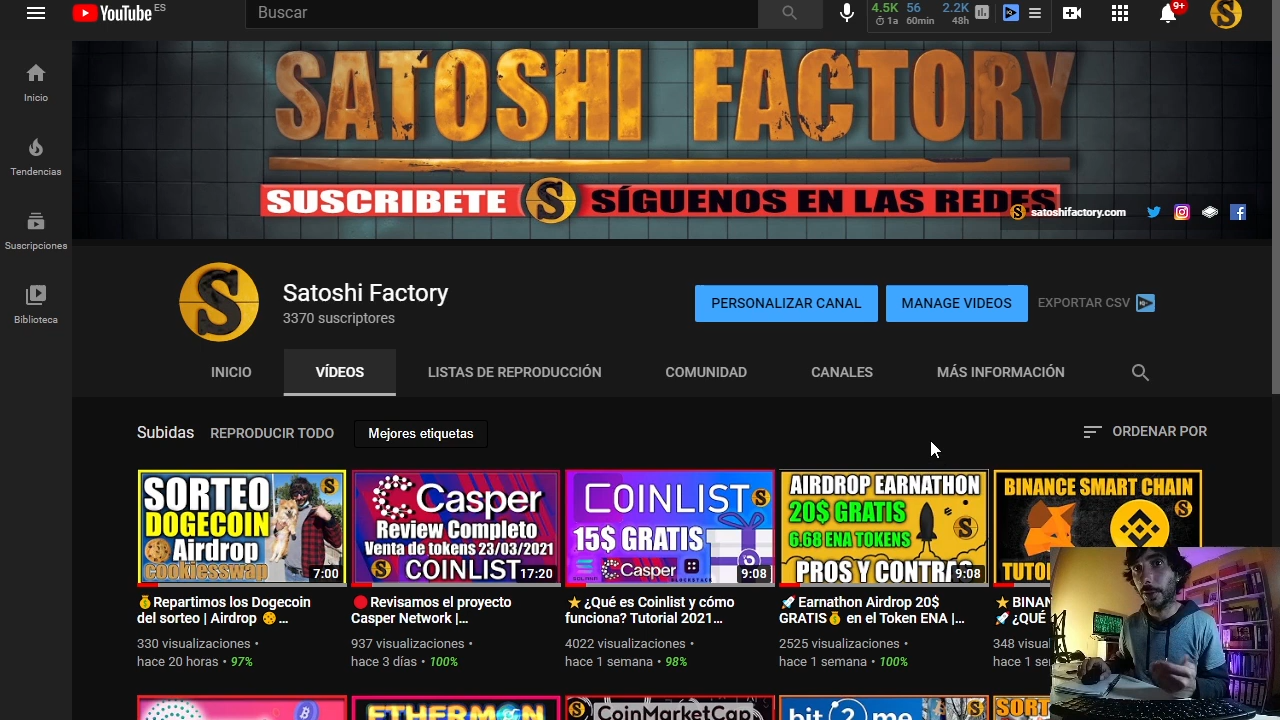 YouTube ES
Buscar
4.5K 56 2.2K
1a 60min 48h
9+
Inicio
Tendencias
Suscripciones
Biblioteca
SATOSHI FACTORY
SUSCRIBETE S SÍGUENOS EN LAS REDES
satoshifactory.com
Satoshi Factory
3370 suscriptores
PERSONALIZAR CANAL
MANAGE VIDEOS
EXPORTAR CSV
INICIO
VÍDEOS
LISTAS DE REPRODUCCIÓN
COMUNIDAD
CANALES
MÁS INFORMACIÓN
Subidas
REPRODUCIR TODO
Mejores etiquetas
ORDENAR POR
SORTEO
DOGECOIN
Airdrop
cookiesswap
7:00
Repartimos los Dogecoin
del sorteo | Airdrop ...
330 visualizaciones •
hace 20 horas • 97%
Casper
Review Completo
Venta de tokens 23/03/2021
COINLIST
17:20
Revisamos el proyecto
Casper Network |...
937 visualizaciones •
hace 3 días • 100%
COINLIST
15$ GRATIS
Casper
9:08
¿Qué es Coinlist y cómo
funciona? Tutorial 2021...
4022 visualizaciones •
hace 1 semana • 98%
AIRDROP EARNATHON
20$ GRATIS
6.68 ENA TOKENS
PROS Y CONTRA
9:08
Earnathon Airdrop 20$
GRATIS en el Token ENA |...
2525 visualizaciones •
hace 1 semana • 100%
BINANCE SMART CHAIN
TUTO
BINAN
¿QUÉ
348 visua
hace 1 se
ETHERMON
CoinMarketCap
bit2me
SORT